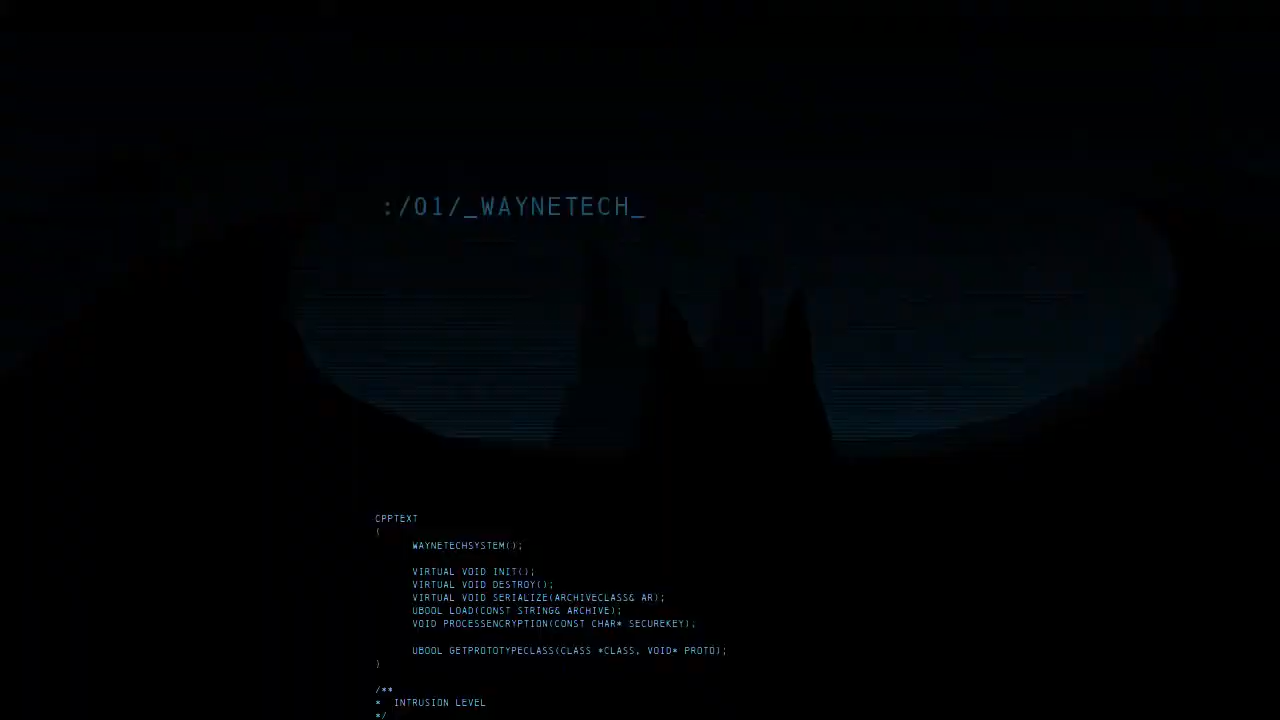 :/01/_WAYNETECH_
CPPTEXT
(
WAYNETECHSYSTEM();
VIRTUAL VOID INIT();
VIRTUAL VOID DESTROY();
VIRTUAL VOID SERIALIZE(ARCHIVECLASS& AR);
UBOOL LOAD(CONST STRING& ARCHIVE);
VOID PROCESSENCRYPTION(CONST CHAR* SECUREKEY);
UBOOL GETPROTOTYPECLASS(CLASS *CLASS, VOID* PROTO);
)
/**
* INTRUSION LEVEL
*/